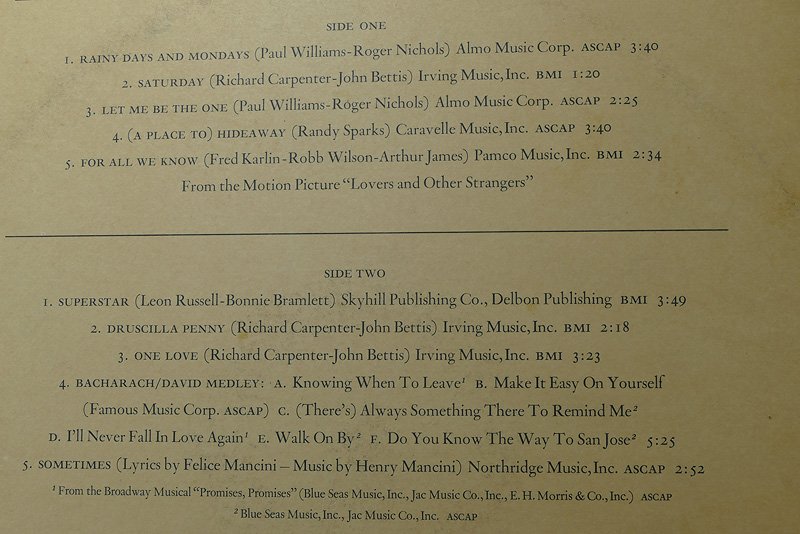 SIDE ONE
1. RAINY DAYS AND MONDAYS (Paul Williams-Roger Nichols) Almo Music Corp. ASCAP 3:40
2. SATURDAY (Richard Carpenter-John Bettis) Irving Music, Inc. BMI 1:20
3. LET ME BE THE ONE (Paul Williams-Roger Nichols) Almo Music Corp. ASCAP 2:25
4. (A PLACE TO) HIDEAWAY (Randy Sparks) Caravelle Music, Inc. ASCAP 3:40
5. FOR ALL WE KNOW (Fred Karlin-Robb Wilson-Arthur James) Pamco Music, Inc. BMI 2:34
From the Motion Picture “Lovers and Other Strangers”
SIDE TWO
1. SUPERSTAR (Leon Russell-Bonnie Bramlett) Skyhill Publishing Co., Delbon Publishing BMI 3:49
2. DRUSCILLA PENNY (Richard Carpenter-John Bettis) Irving Music, Inc. BMI 2:18
3. ONE LOVE (Richard Carpenter-John Bettis) Irving Music, Inc. BMI 3:23
4. BACHARACH/DAVID MEDLEY: A. Knowing When To Leave¹ B. Make It Easy On Yourself
(Famous Music Corp. ASCAP) C. (There's) Always Something There To Remind Me²
D. I'll Never Fall In Love Again¹ E. Walk On By² F. Do You Know The Way To San Jose² 5:25
5. SOMETIMES (Lyrics by Felice Mancini – Music by Henry Mancini) Northridge Music, Inc. ASCAP 2:52
¹ From the Broadway Musical “Promises, Promises” (Blue Seas Music, Inc., Jac Music Co., Inc., E. H. Morris & Co., Inc.) ASCAP
² Blue Seas Music, Inc., Jac Music Co., Inc. ASCAP